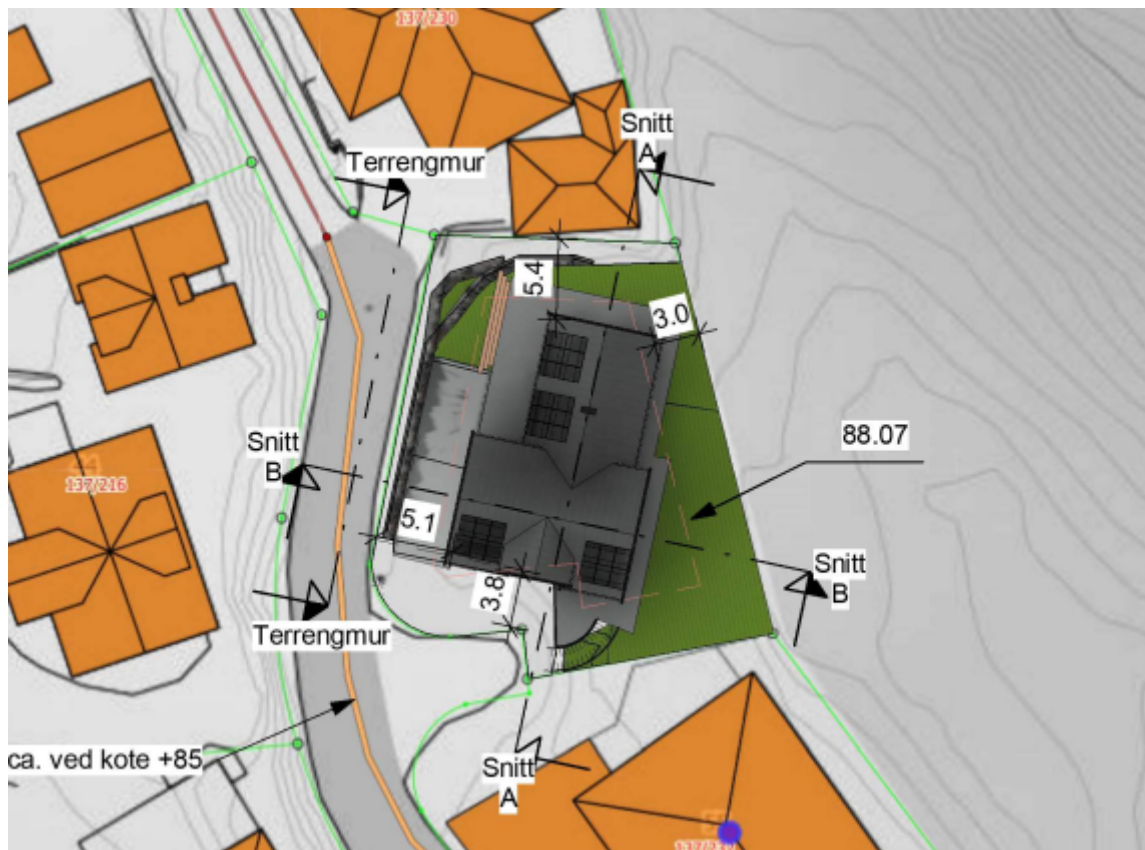 137/230
Snitt
A
Terrengmur
5.4
3.0
88.07
Snitt
B
44
137/216
5.1
3.8
Snitt
B
Terrengmur
ca. ved kote +85
Snitt
A